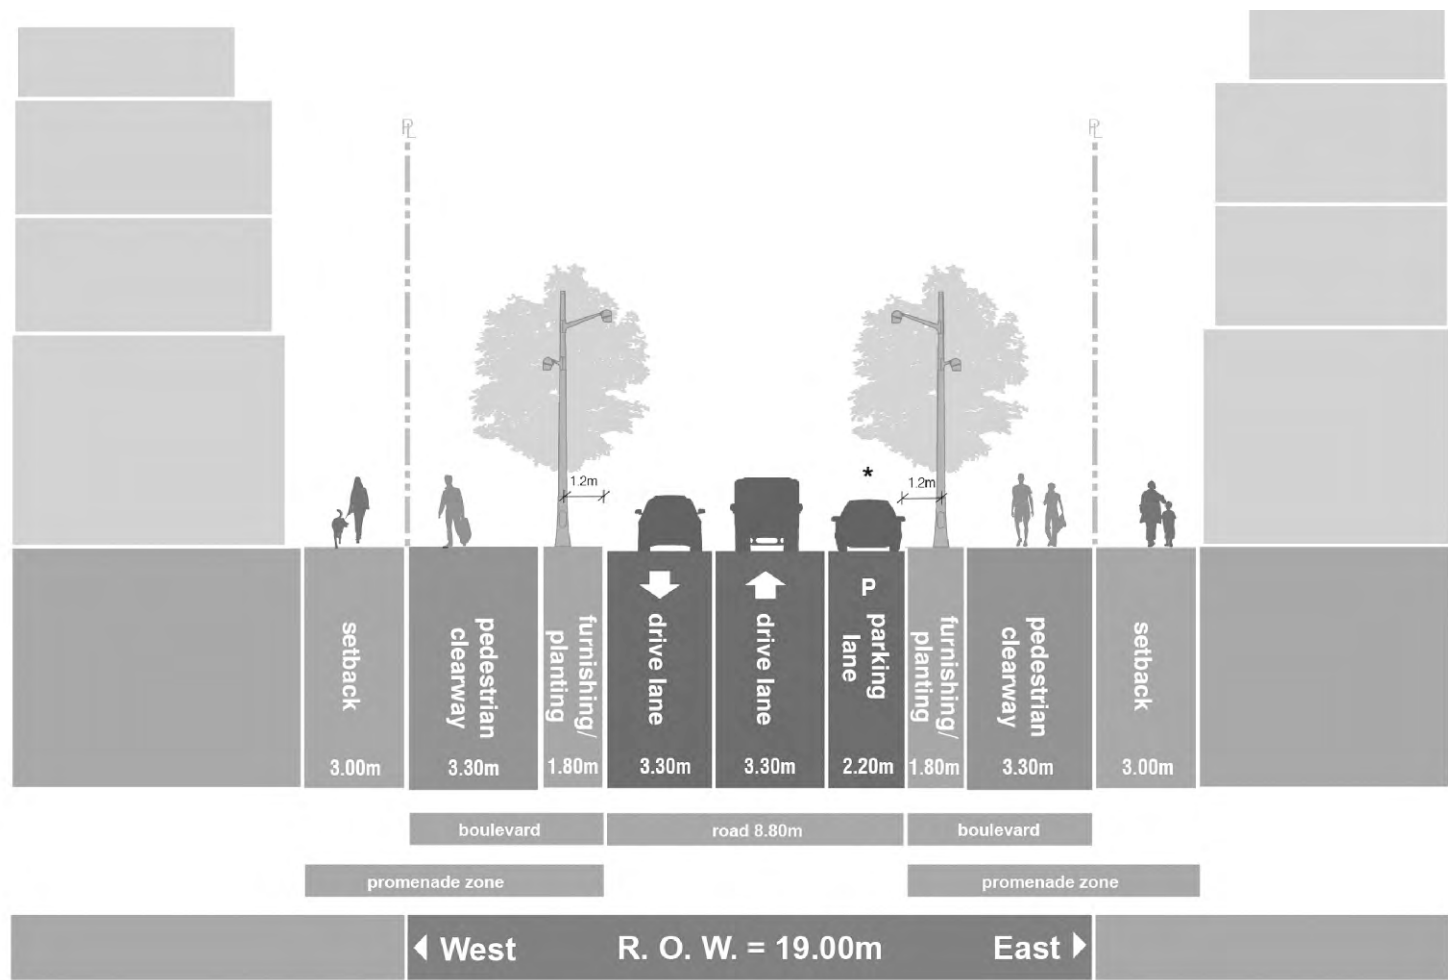 PL
PL
*
1.2m
1.2m
P
setback
pedestrian
clearway
furnishing/
planting
drive lane
drive lane
parking
lane
furnishing/
planting
pedestrian
clearway
setback
3.00m
3.30m
1.80m
3.30m
3.30m
2.20m
1.80m
3.30m
3.00m
boulevard
road 8.80m
boulevard
promenade zone
promenade zone
West
R. O. W. = 19.00m
East